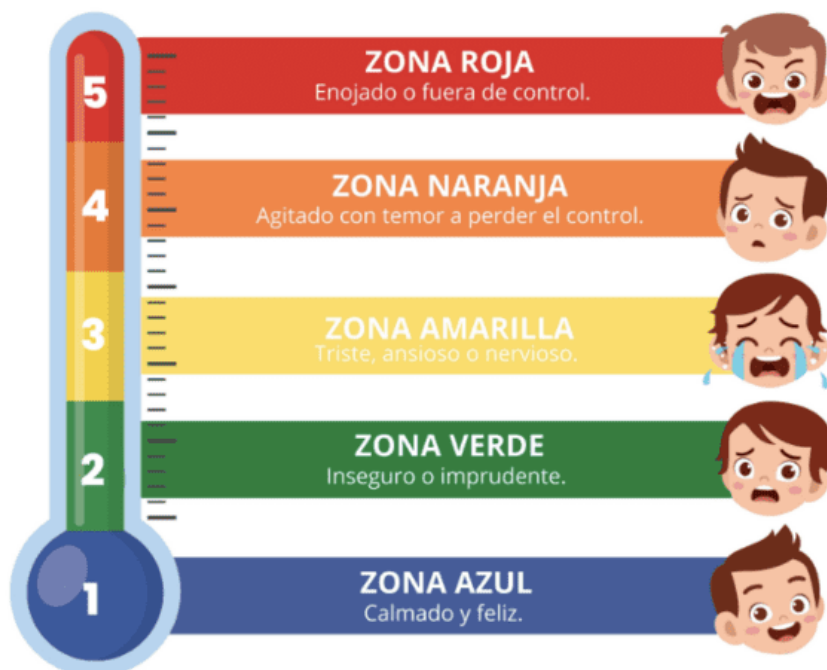 5
ZONA ROJA
Enojado o fuera de control.
4
ZONA NARANJA
Agitado con temor a perder el control.
3
ZONA AMARILLA
Triste, ansioso o nervioso.
2
ZONA VERDE
Inseguro o imprudente.
1
ZONA AZUL
Calmado y feliz.